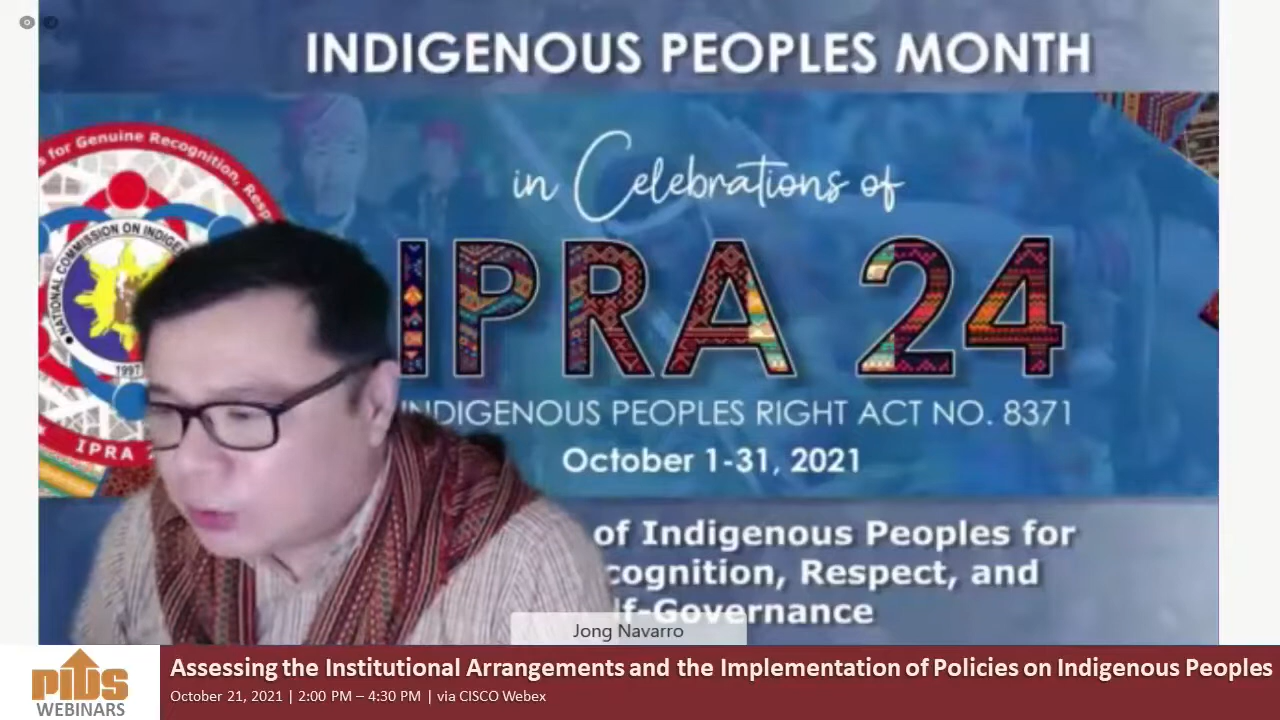 INDIGENOUS PEOPLES MONTH
in Celebrations of
s for Genuine Recognition, Resp
NATIONAL COMMISSION ON INDIGEN
1997
IPRA 2
IPRA 24
INDIGENOUS PEOPLES RIGHT ACT NO. 8371
October 1-31, 2021
of Indigenous Peoples for
cognition, Respect, and
lf-Governance
Jong Navarro
PIDS
WEBINARS
Assessing the Institutional Arrangements and the Implementation of Policies on Indigenous Peoples
October 21, 2021 | 2:00 PM – 4:30 PM | via CISCO Webex